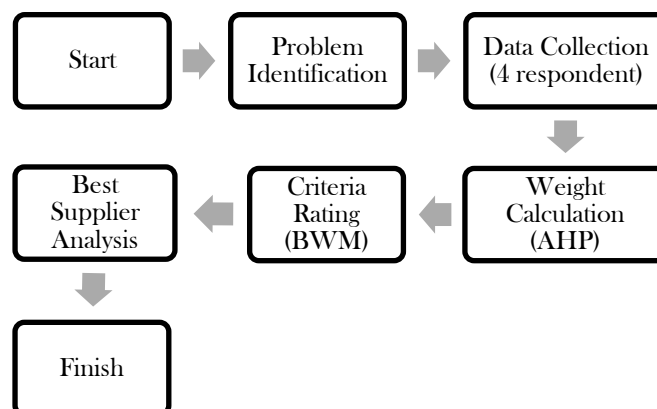 Start
Problem
Identification
Data Collection
(4 respondent)
Weight
Calculation
(AHP)
Criteria
Rating
(BWM)
Best
Supplier
Analysis
Finish